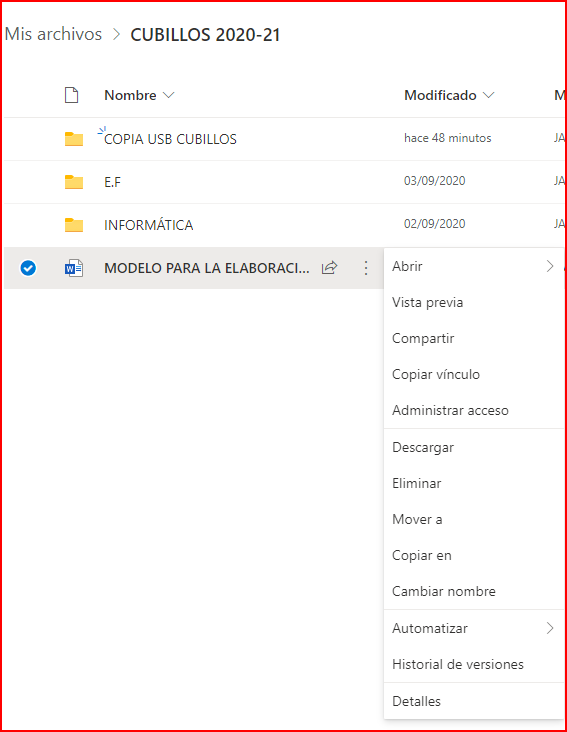 Mis archivos > CUBILLOS 2020-21
Nombre Modificado M
COPIA USB CUBILLOS hace 48 minutos JA
E.F 03/09/2020 JA
INFORMÁTICA 02/09/2020 JA
MODELO PARA LA ELABORACI...
Abrir
Vista previa
Compartir
Copiar vínculo
Administrar acceso
Descargar
Eliminar
Mover a
Copiar en
Cambiar nombre
Automatizar
Historial de versiones
Detalles